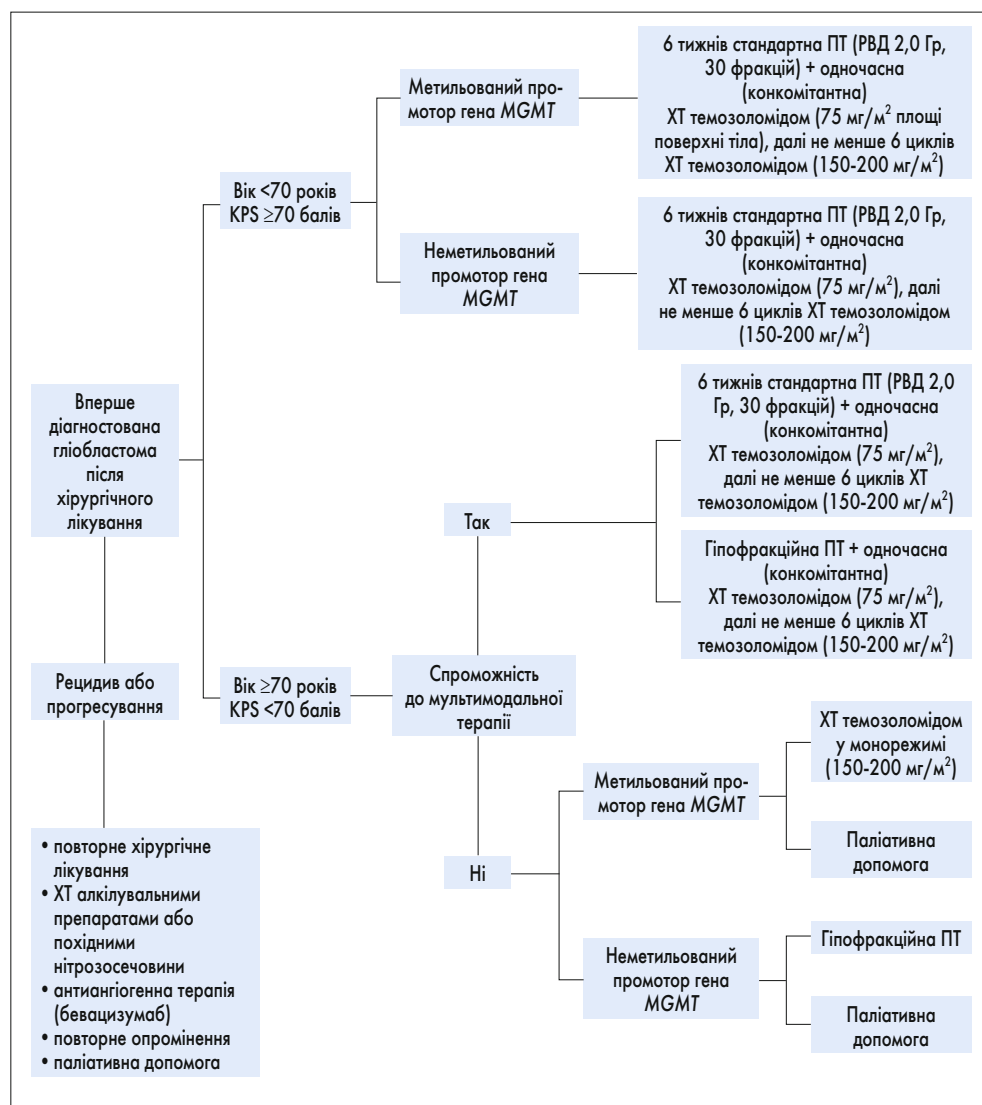 6 тижнів стандартна ПТ (РВД 2,0 Гр,
30 фракцій) + одночасна
(конкомітантна)
ХТ темозоломідом (75 мг/м² площі
поверхні тіла), далі не менше 6 циклів
ХТ темозоломідом (150-200 мг/м²)
Метильований про-
мотор гена MGMT
Вік <70 років
KPS ≥70 балів
Неметильований
промотор гена
MGMT
6 тижнів стандартна ПТ (РВД 2,0 Гр,
30 фракцій) + одночасна
(конкомітантна)
ХТ темозоломідом (75 мг/м²), далі
не менше 6 циклів ХТ темозоломідом
(150-200 мг/м²)
Вперше
діагностована
гліобластома
після
хірургічного
лікування
6 тижнів стандартна ПТ (РВД 2,0
Гр, 30 фракцій) + одночасна
(конкомітантна)
ХТ темозоломідом (75 мг/м²),
далі не менше 6 циклів ХТ
темозоломідом (150-200 мг/м²)
Так
Гіпофракційна ПТ + одночасна
(конкомітантна)
ХТ темозоломідом (75 мг/м²),
далі не менше 6 циклів ХТ
темозоломідом (150-200 мг/м²)
Рецидив або
прогресування
Вік ≥70 років
KPS <70 балів
Спроможність
до мультимодальної
терапії
ХТ темозоломідом
у монорежимі
(150-200 мг/м²)
Метильований про-
мотор гена MGMT
Паліативна
допомога
Ні
• повторне хірургічне
лікування
• ХТ алкілувальними
препаратами або
похідними
нітрозосечовини
• антиангіогенна терапія
(бевацизумаб)
• повторне опромінення
• паліативна допомога
Неметильований
промотор гена
MGMT
Гіпофракційна ПТ
Паліативна
допомога